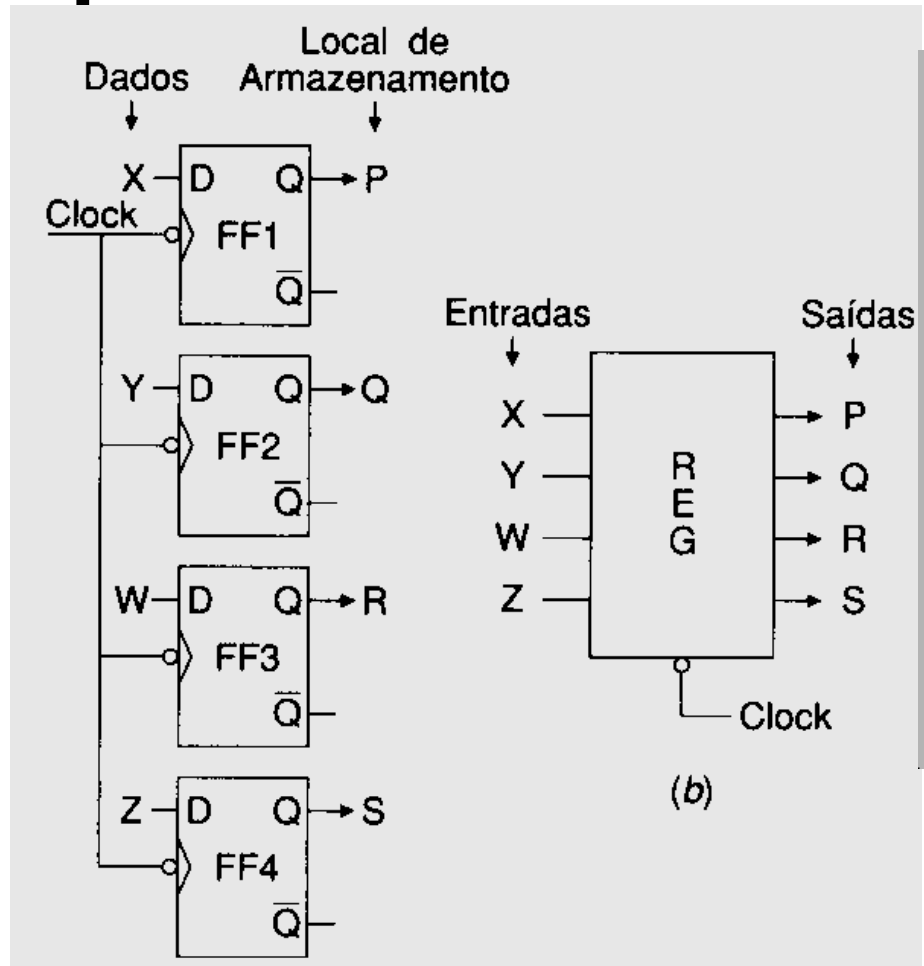 Local de
Dados Armazenamento
X D Q P
Clock
FF1
Q̅
Entradas Saídas
Y D Q Q
X P
FF2
Y R Q
Q̅ E
G
W R
W D Q R
Z S
FF3
Q̅
Clock
Z D Q S
(b)
FF4
Q̅